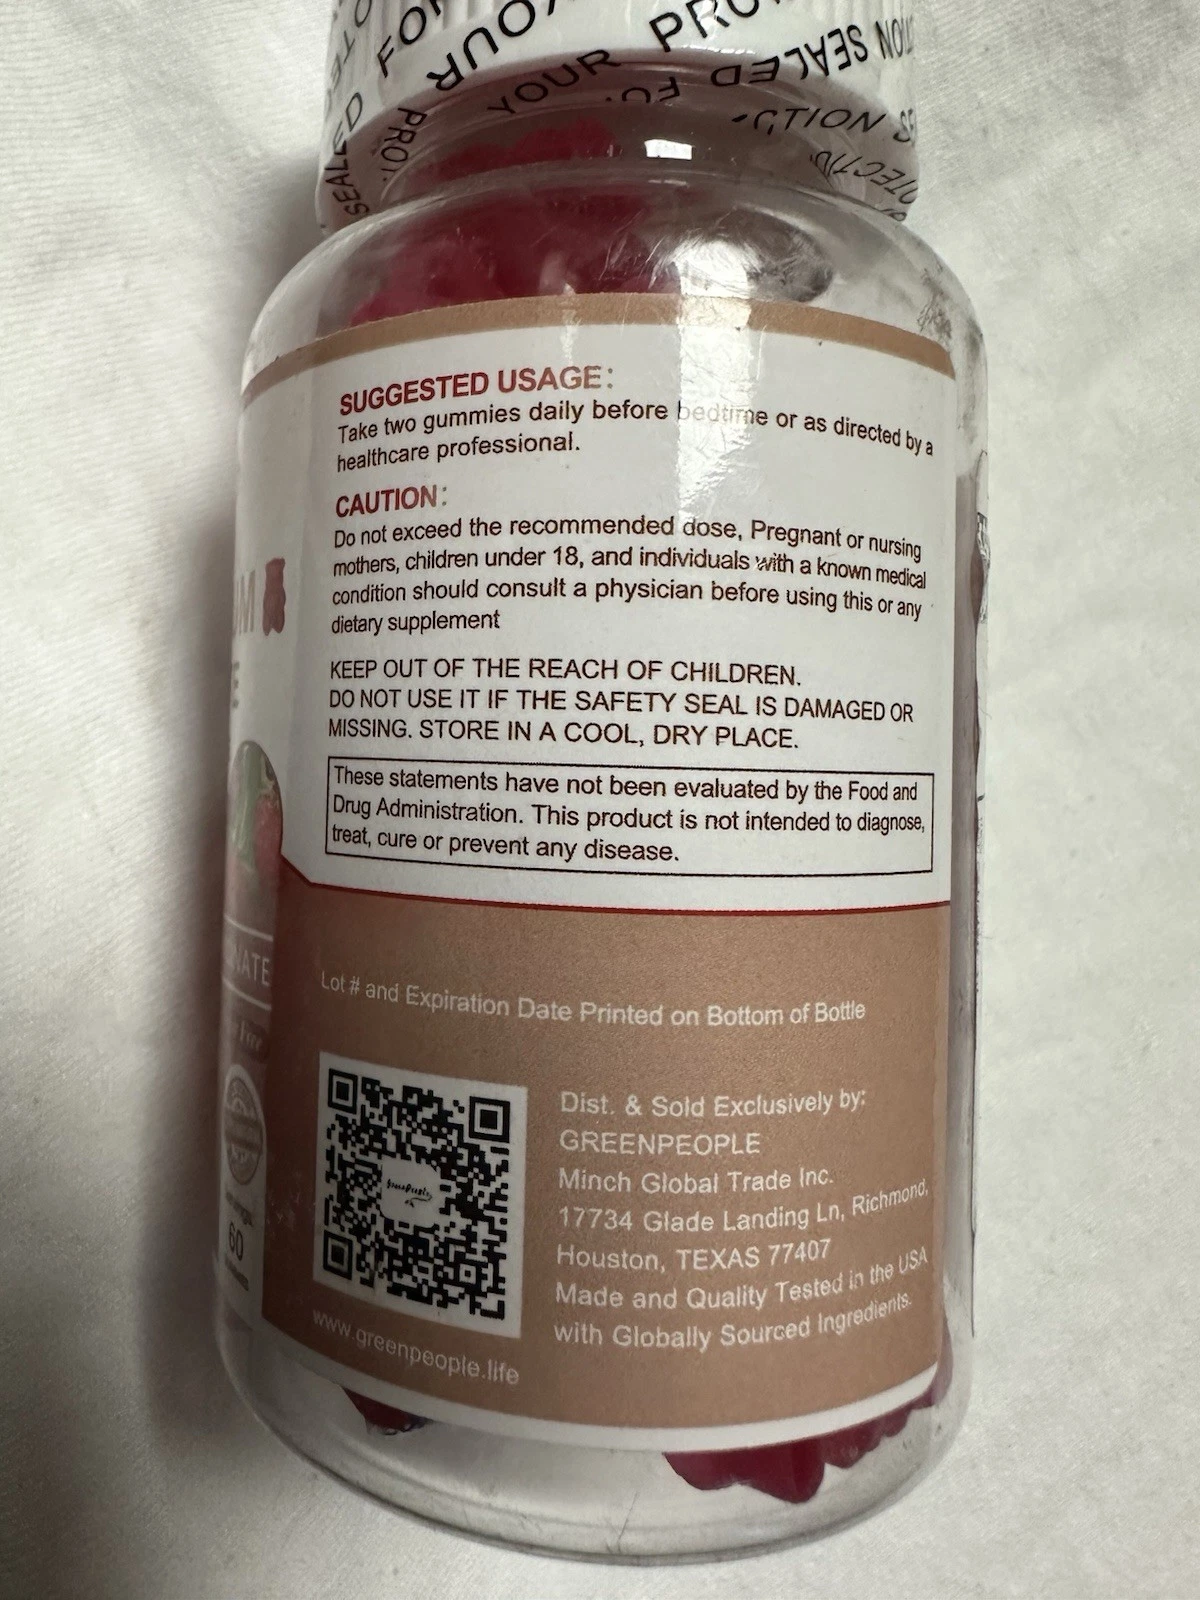 FOR YOUR PRO
SEALED
YOUR
SEALED
SUGGESTED USAGE:
Take two gummies daily before bedtime or as directed by a
healthcare professional.
CAUTION:
Do not exceed the recommended dose, Pregnant or nursing
mothers, children under 18, and individuals with a known medical
condition should consult a physician before using this or any
dietary supplement
KEEP OUT OF THE REACH OF CHILDREN.
DO NOT USE IT IF THE SAFETY SEAL IS DAMAGED OR
MISSING. STORE IN A COOL, DRY PLACE.
These statements have not been evaluated by the Food and
Drug Administration. This product is not intended to diagnose,
treat, cure or prevent any disease.
NATE
Free
60
Lot # and Expiration Date Printed on Bottom of Bottle
Dist. & Sold Exclusively by:
GREENPEOPLE
Minch Global Trade Inc.
17734 Glade Landing Ln, Richmond,
Houston, TEXAS 77407
Made and Quality Tested in the USA
with Globally Sourced Ingredients.
www.greenpeople.life